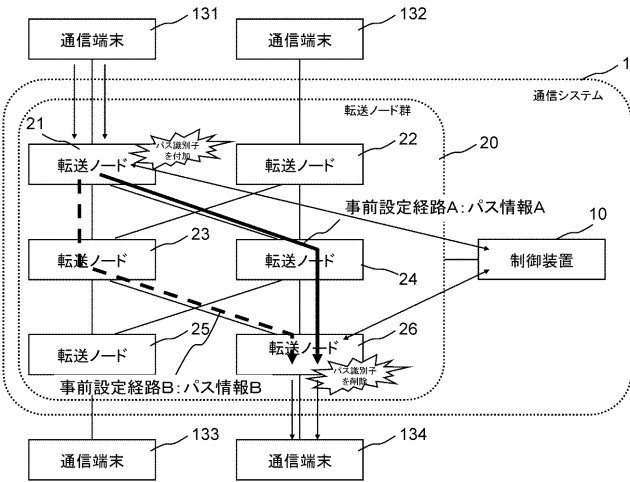 131
132
通信端末
通信端末
1
通信システム
転送ノード群
21
22
20
パス識別子
を付加
転送ノード
転送ノード
事前設定経路A:パス情報A
10
23
転送ノード
転送ノード
24
制御装置
25
26
転送ノード
転送ノード
パス識別子
を削除
事前設定経路B:パス情報B
133
134
通信端末
通信端末